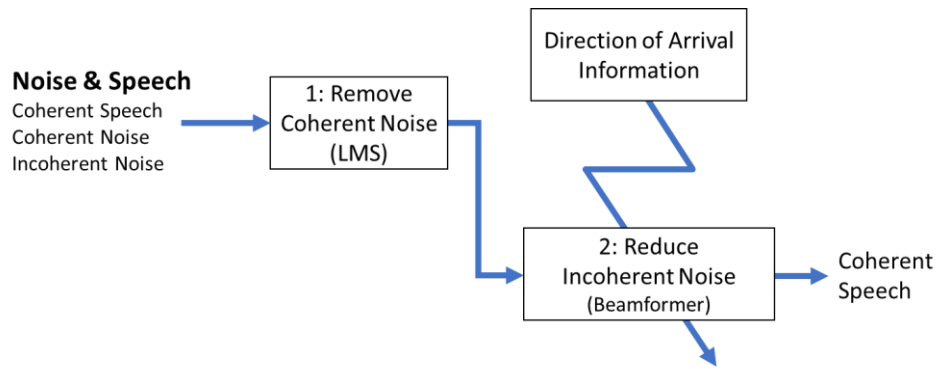 Noise & Speech
Coherent Speech
Coherent Noise
Incoherent Noise
1: Remove
Coherent Noise
(LMS)
Direction of Arrival
Information
2: Reduce
Incoherent Noise
(Beamformer)
Coherent
Speech